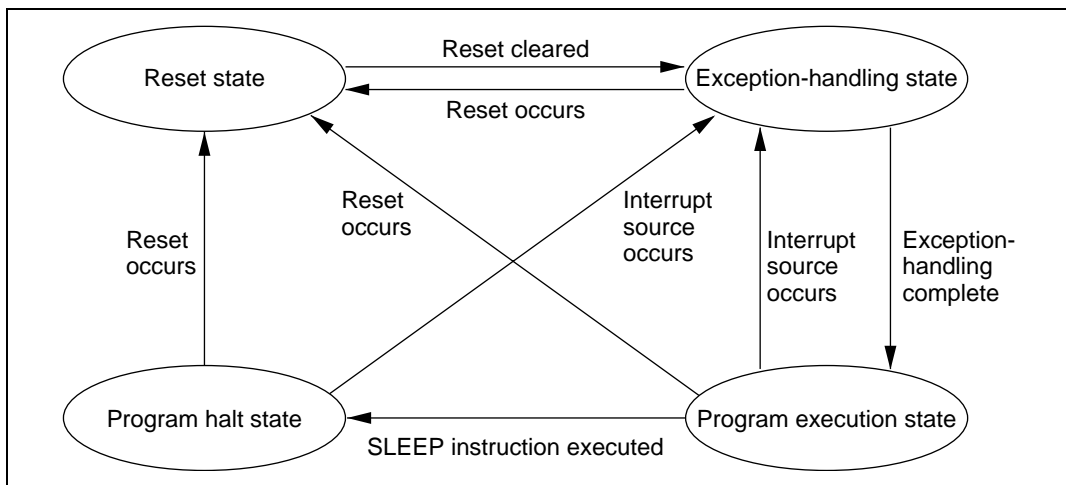 Reset cleared
Reset state
Exception-handling state
Reset occurs
Reset
occurs
Interrupt
source
occurs
Reset
occurs
Interrupt
source
occurs
Exception-
handling
complete
Program halt state
Program execution state
SLEEP instruction executed